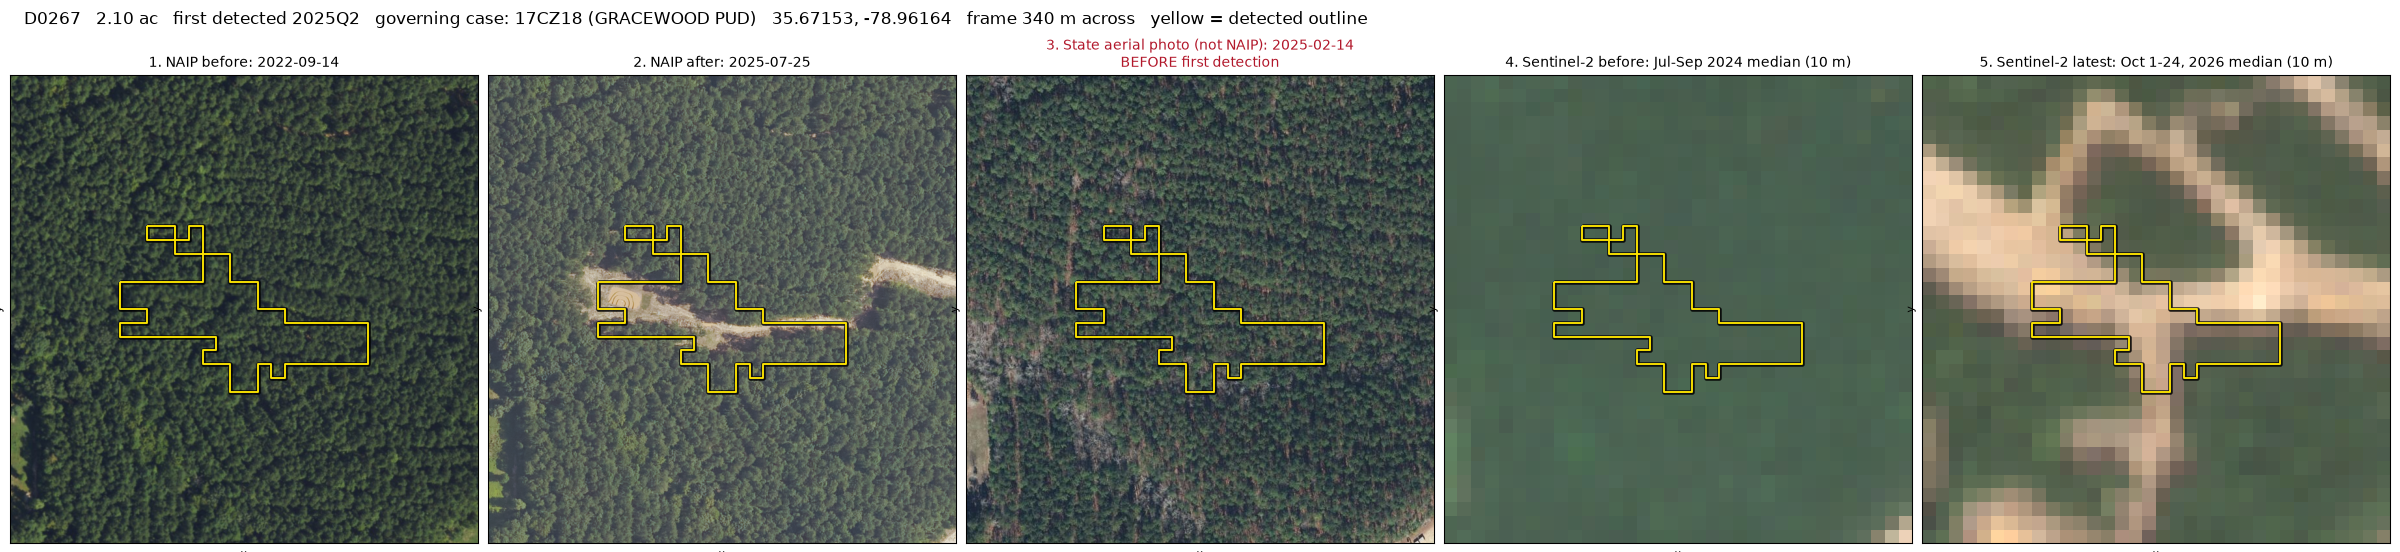 D0267   2.10 ac   first detected 2025Q2   governing case: 17CZ18 (GRACEWOOD PUD)   35.67153, -78.96164   frame 340 m across   yellow = detected outline
1. NAIP before: 2022-09-14
2. NAIP after: 2025-07-25
3. State aerial photo (not NAIP): 2025-02-14
BEFORE first detection
4. Sentinel-2 before: Jul-Sep 2024 median (10 m)
5. Sentinel-2 latest: Oct 1-24, 2026 median (10 m)